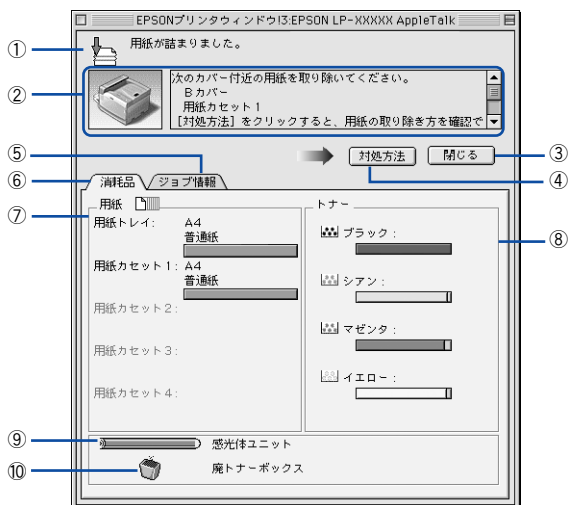 EPSONプリンタウィンドウ!3:EPSON LP-XXXXX AppleTalk
① 用紙が詰まりました。
② 次のカバー付近の用紙を取り除いてください。
Bカバー
用紙カセット1
[対処方法]をクリックすると、用紙の取り除き方を確認で
対処方法 閉じる ③
④
⑤
⑥ 消耗品 ジョブ情報
⑦ 用紙
用紙トレイ: A4
普通紙
用紙カセット1: A4
普通紙
用紙カセット2:
用紙カセット3:
用紙カセット4:
トナー
ブラック: ⑧
シアン:
マゼンタ:
イエロー:
⑨ 感光体ユニット
⑩ 廃トナーボックス